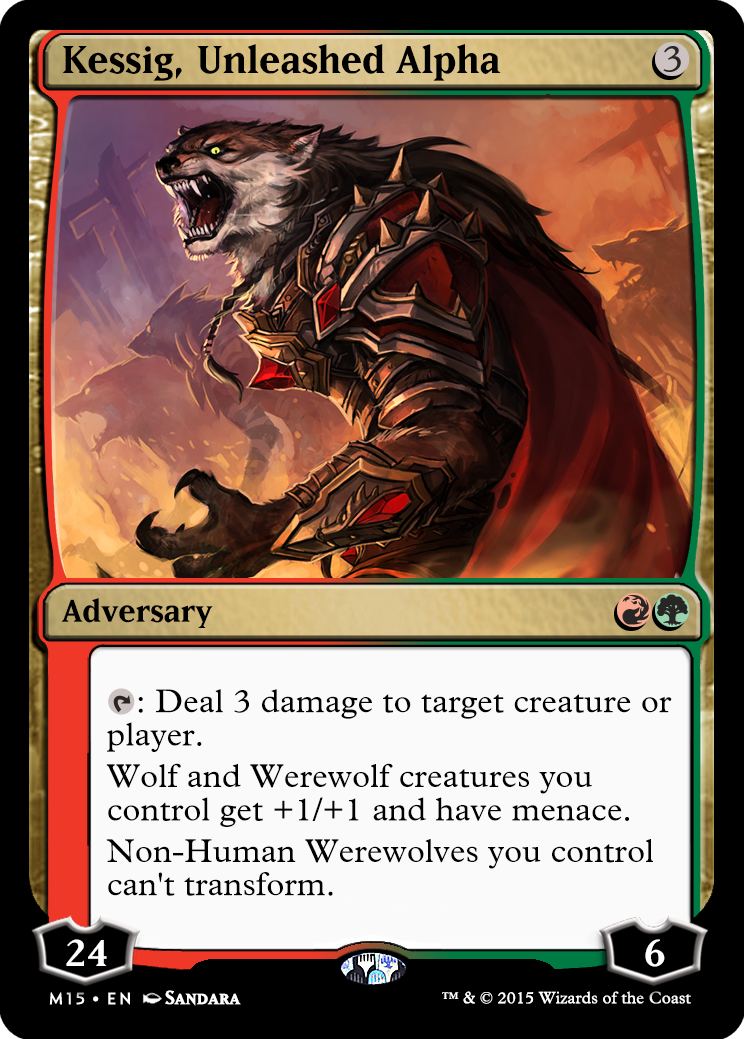 Kessig, Unleashed Alpha 3
Adversary
: Deal 3 damage to target creature or
player.
Wolf and Werewolf creatures you
control get +1/+1 and have menace.
Non-Human Werewolves you control
can't transform.
24 6
M15 • EN SANDARA ™ & © 2015 Wizards of the Coast